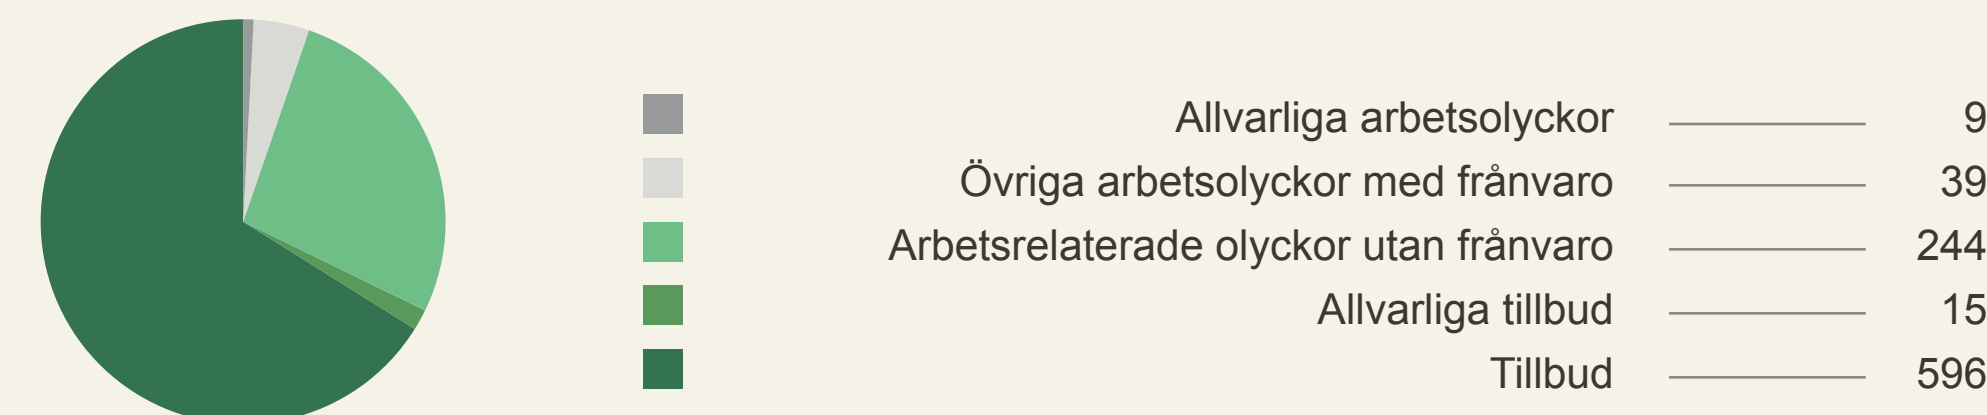 Allvarliga arbetsolyckor 9
Övriga arbetsolyckor med frånvaro 39
Arbetsrelaterade olyckor utan frånvaro 244
Allvarliga tillbud 15
Tillbud 596